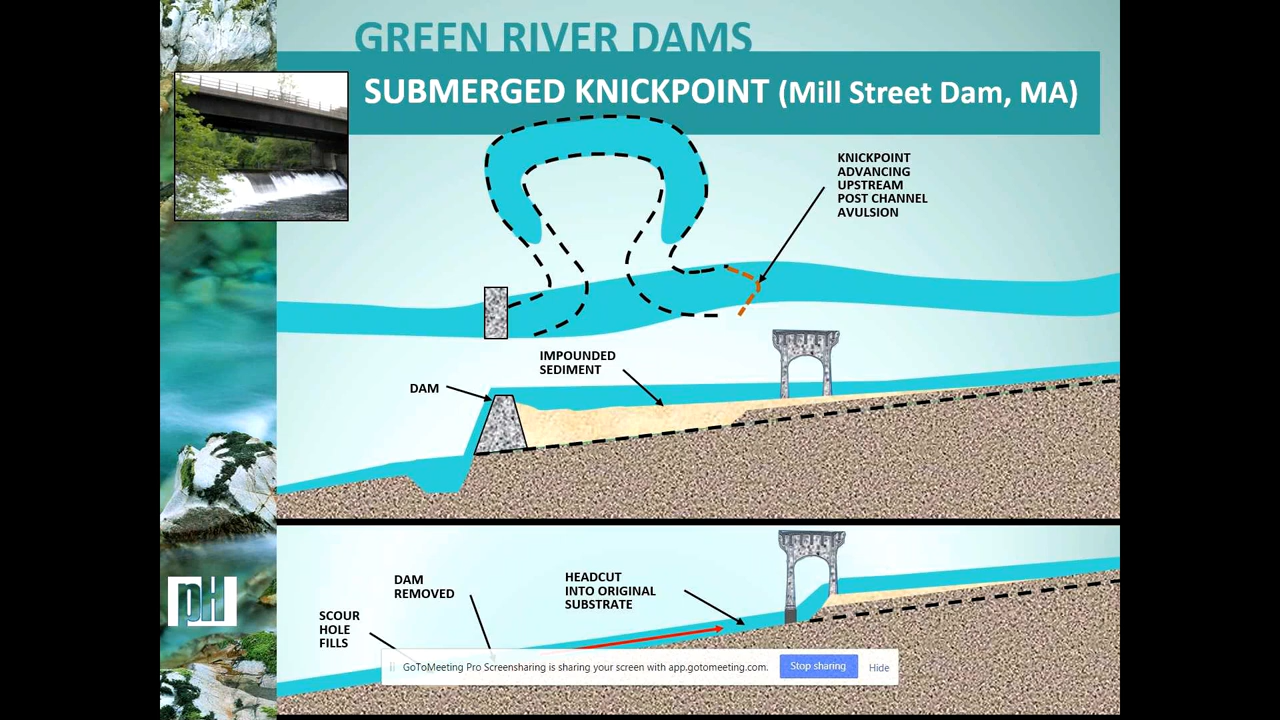 GREEN RIVER DAMS
SUBMERGED KNICKPOINT (Mill Street Dam, MA)
KNICKPOINT
ADVANCING
UPSTREAM
POST CHANNEL
AVULSION
IMPOUNDED
SEDIMENT
DAM
DAM
REMOVED
HEADCUT
INTO ORIGINAL
SUBSTRATE
SCOUR
HOLE
FILLS
pH
GoToMeeting Pro Screensharing is sharing your screen with app.gotomeeting.com.
Stop sharing
Hide